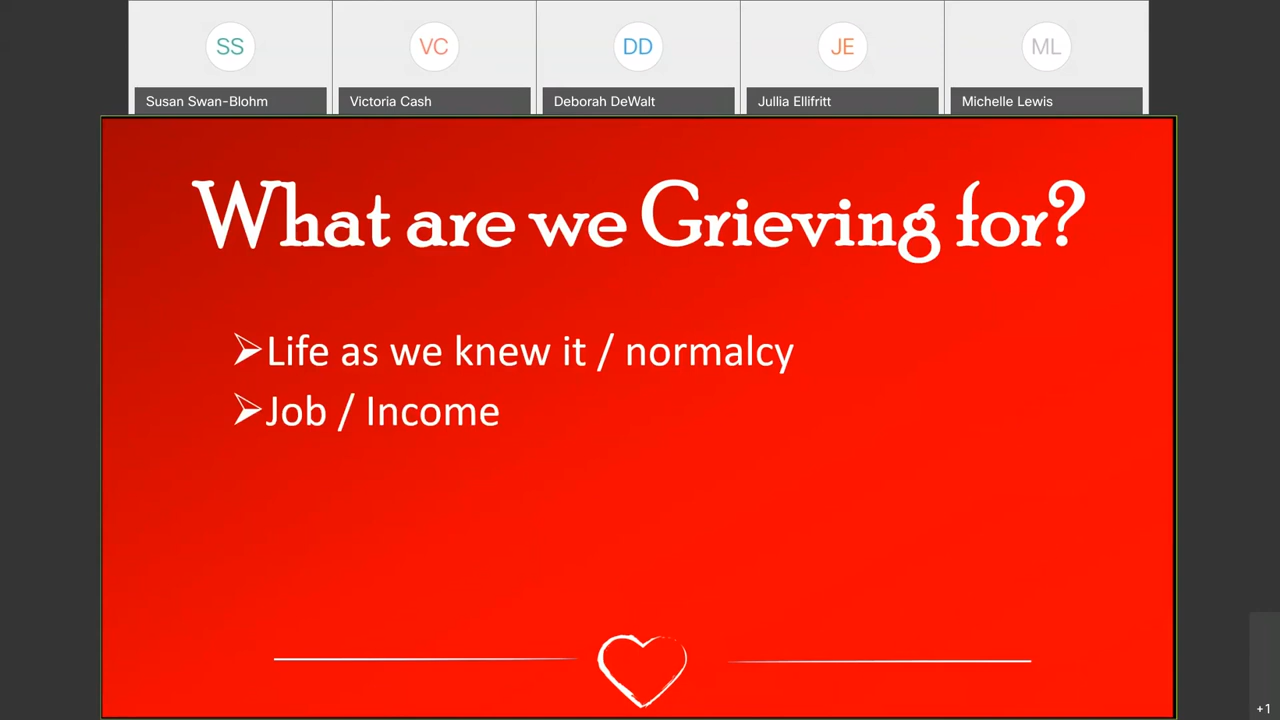 SS
VC
DD
JE
ML
Susan Swan-Blohm
Victoria Cash
Deborah DeWalt
Jullia Ellifritt
Michelle Lewis
What are we Grieving for?
➢Life as we knew it / normalcy
➢Job / Income
+1